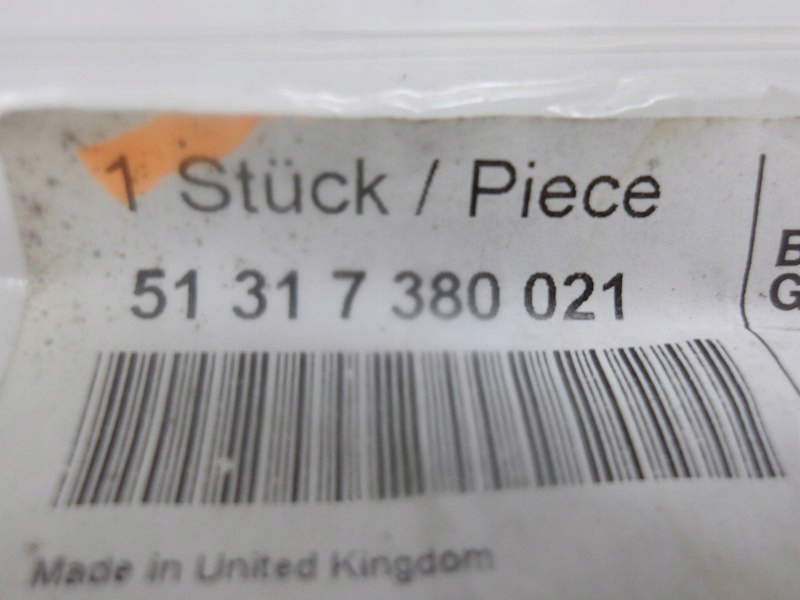 1 Stück / Piece
51 31 7 380 021
Made in United Kingdom